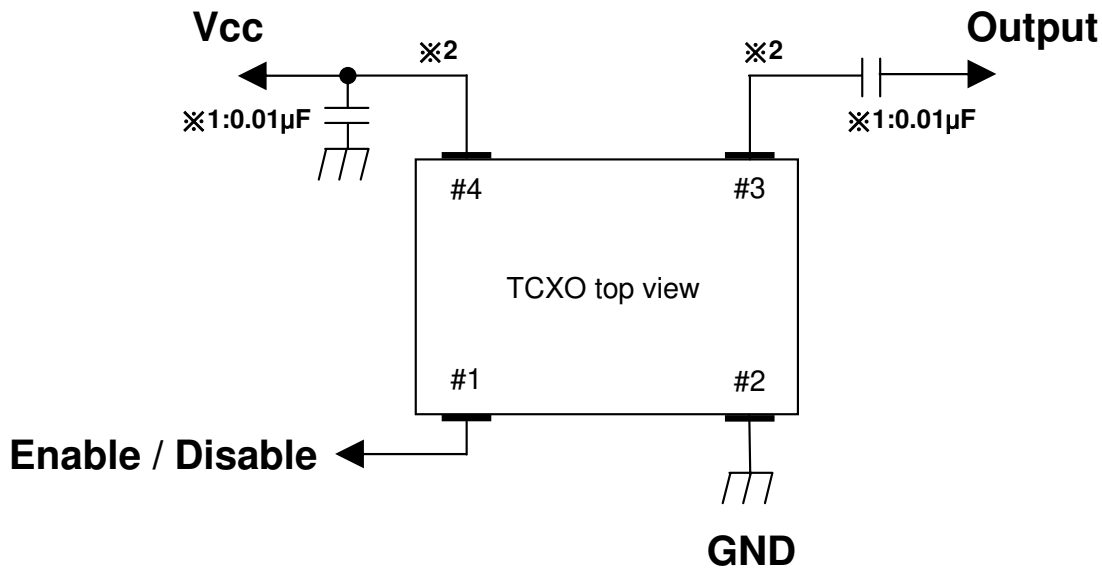 Vcc
※2
※2
Output
※1:0.01µF
※1:0.01µF
#4
#3
TCXO top view
#1
#2
Enable / Disable
GND